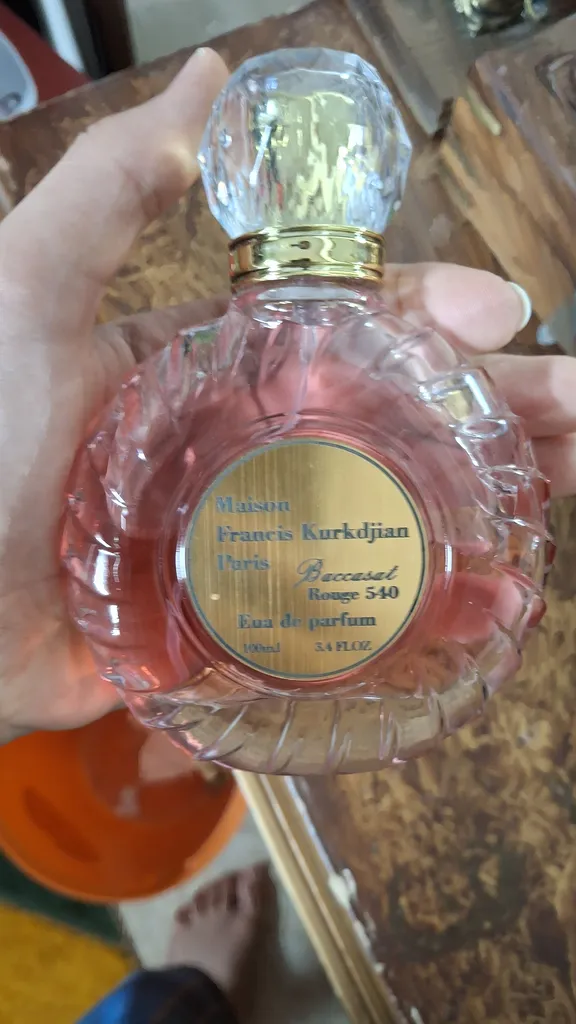 Maison
Francis Kurkdjian
Paris
Baccasat
Rouge 540
Eua de parfum
100ml 3.4 FLOZ